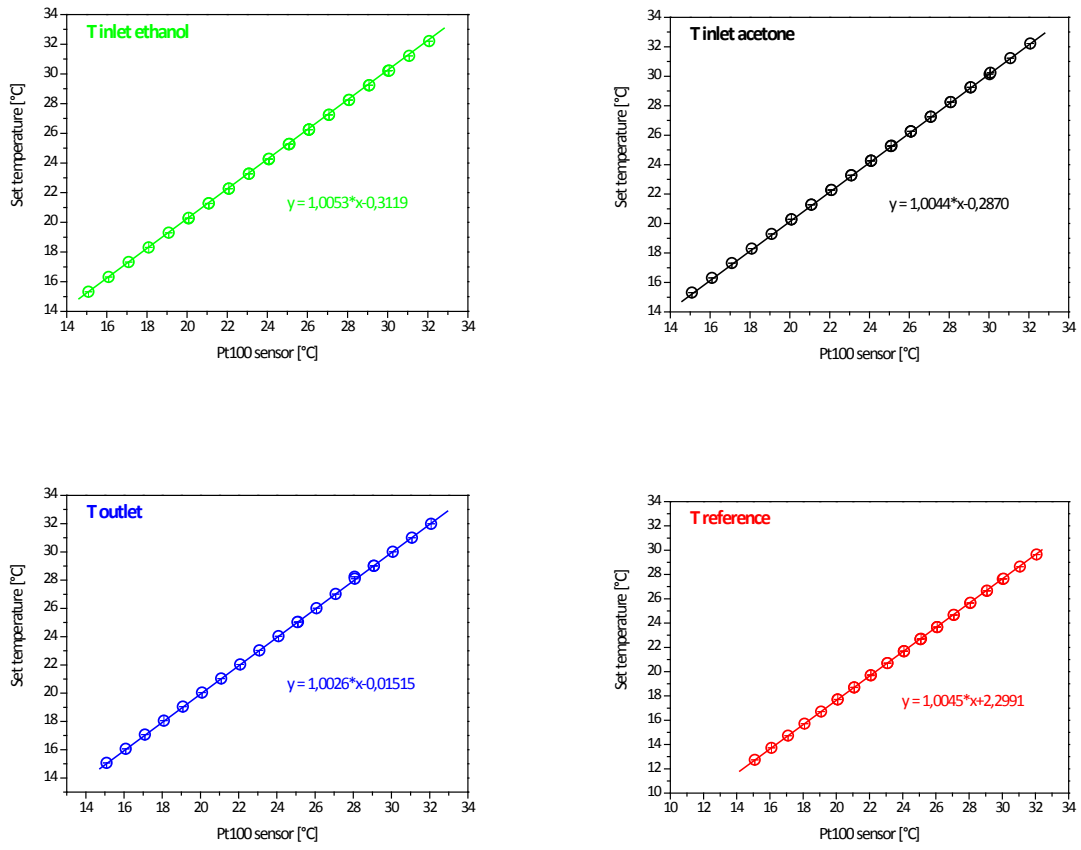 T inlet ethanol
Set temperature [°C]
34
32
30
28
26
24
22
20
18
16
14
y = 1,0053*x-0,3119
14 16 18 20 22 24 26 28 30 32 34
Pt100 sensor [°C]
T inlet acetone
Set temperature [°C]
34
32
30
28
26
24
22
20
18
16
14
y = 1,0044*x-0,2870
14 16 18 20 22 24 26 28 30 32 34
Pt100 sensor [°C]
T outlet
Set temperature [°C]
34
32
30
28
26
24
22
20
18
16
14
y = 1,0026*x-0,01515
14 16 18 20 22 24 26 28 30 32 34
Pt100 sensor [°C]
T reference
Set temperature [°C]
34
32
30
28
26
24
22
20
18
16
14
12
10
y = 1,0045*x+2,2991
10 12 14 16 18 20 22 24 26 28 30 32 34
Pt100 sensor [°C]